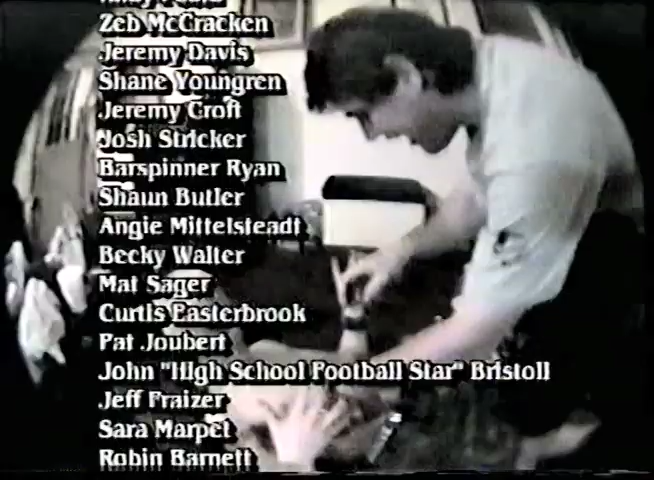 Zeb McCracken
Jeremy Davis
Shane Youngren
Jeremy Croft
Josh Stricker
Barspinner Ryan
Shaun Butler
Angie Mittelsteadt
Becky Walter
Mat Sager
Curtis Easterbrook
Pat Joubert
John "High School Football Star" Bristoll
Jeff Fraizer
Sara Marpet
Robin Barnett